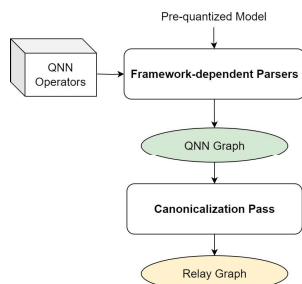 Pre-quantized Model
QNN
Operators
Framework-dependent Parsers
QNN Graph
Canonicalization Pass
Relay Graph